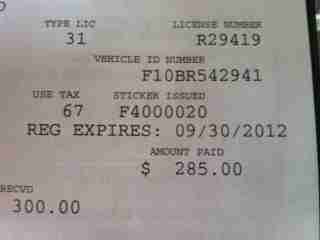 TYPE LIC LICENSE NUMBER
31 R29419
VEHICLE ID NUMBER
F10BR542941
USE TAX STICKER ISSUED
67 F4000020
REG EXPIRES: 09/30/2012
AMOUNT PAID
$ 285.00
RECVD
300.00